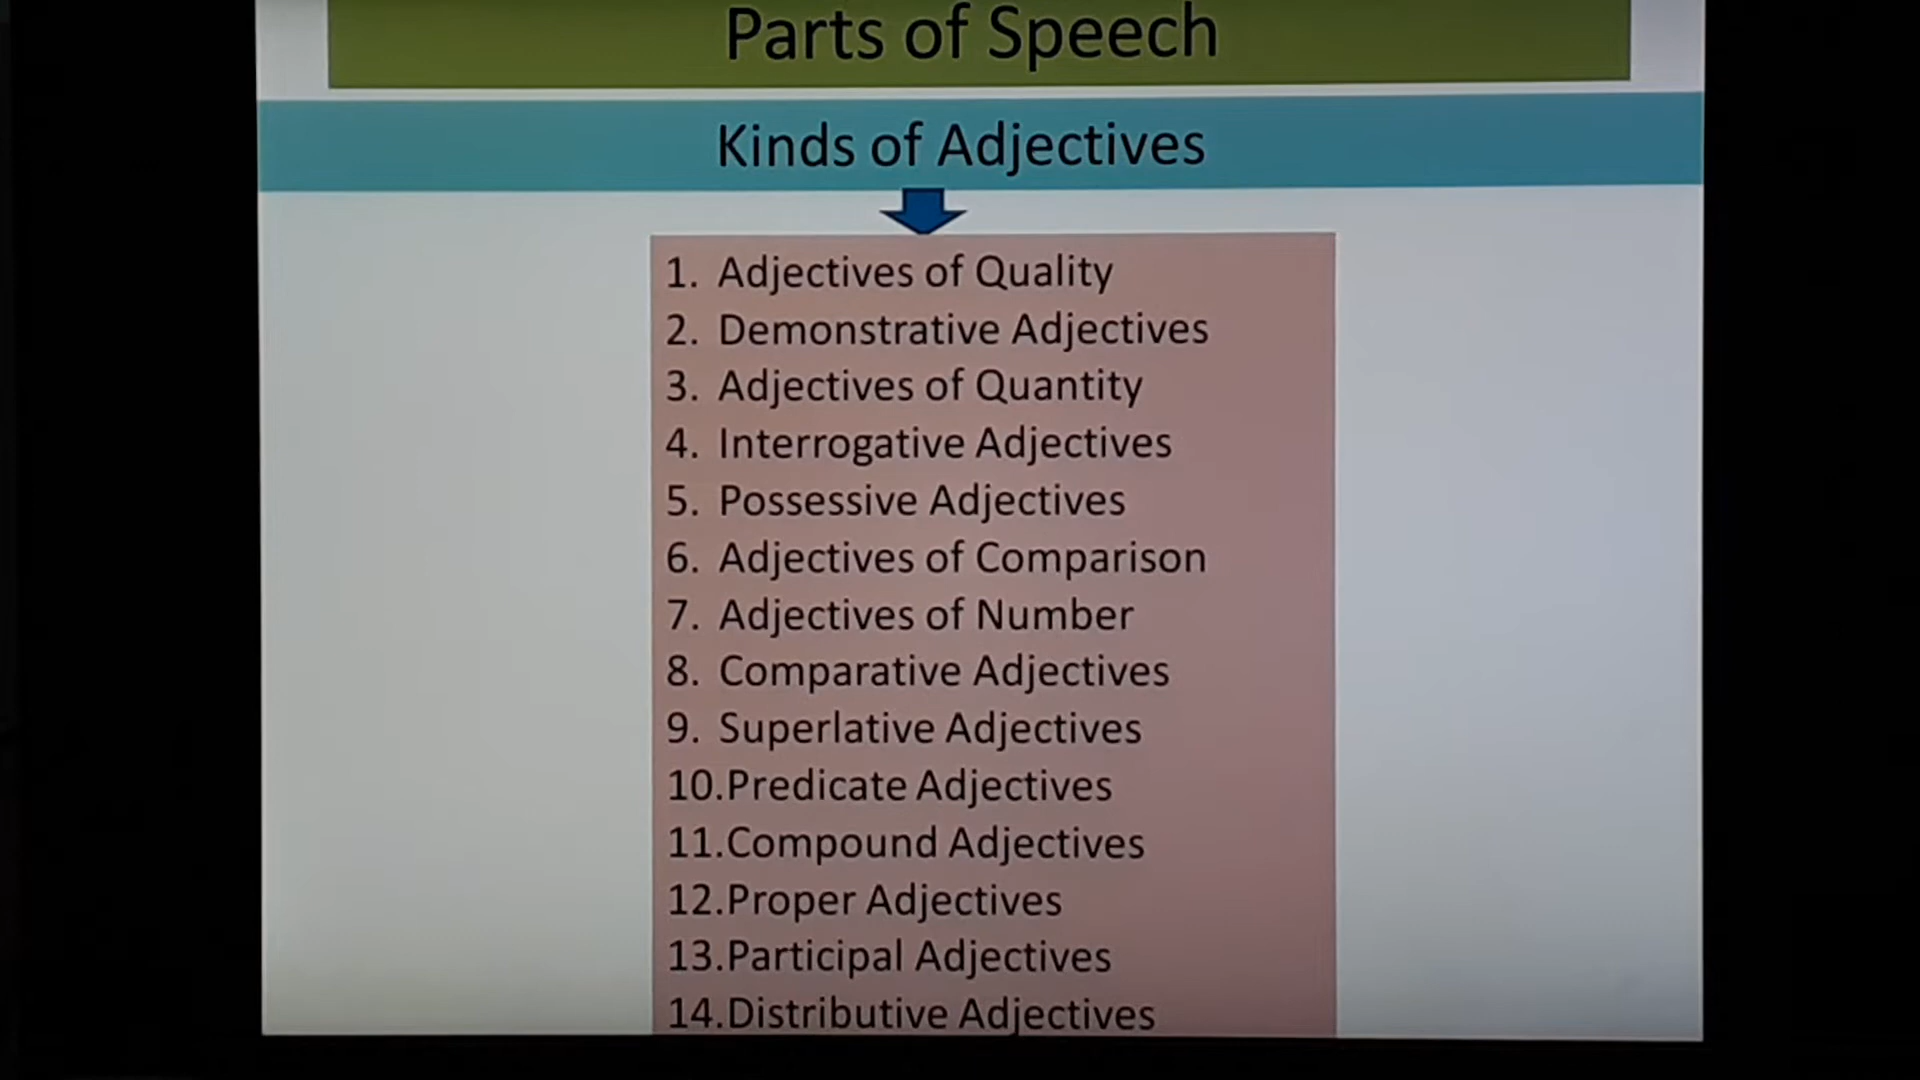 Parts of Speech
Kinds of Adjectives
1. Adjectives of Quality
2. Demonstrative Adjectives
3. Adjectives of Quantity
4. Interrogative Adjectives
5. Possessive Adjectives
6. Adjectives of Comparison
7. Adjectives of Number
8. Comparative Adjectives
9. Superlative Adjectives
10.Predicate Adjectives
11.Compound Adjectives
12.Proper Adjectives
13.Participal Adjectives
14.Distributive Adjectives